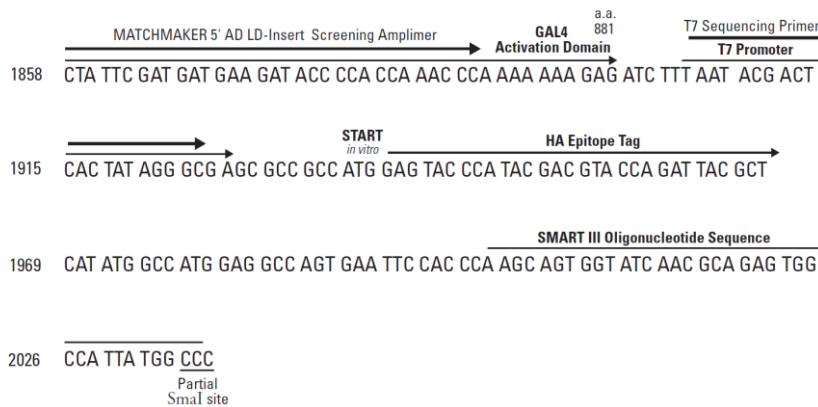 a.a.
MATCHMAKER 5' AD LD-Insert Screening Amplimer GAL4 881 T7 Sequencing Primer
Activation Domain T7 Promoter
1858 CTA TTC GAT GAT GAA GAT ACC CCA CCA AAC CCA AAA AAA GAG ATC TTT AAT ACG ACT
START HA Epitope Tag
in vitro
1915 CAC TAT AGG GCG AGC GCC GCC ATG GAG TAC CCA TAC GAC GTA CCA GAT TAC GCT
SMART III Oligonucleotide Sequence
1969 CAT ATG GCC ATG GAG GCC AGT GAA TTC CAC CCA AGC AGT GGT ATC AAC GCA GAG TGG
2026 CCA TTA TGG CCC
Partial
SmaI site